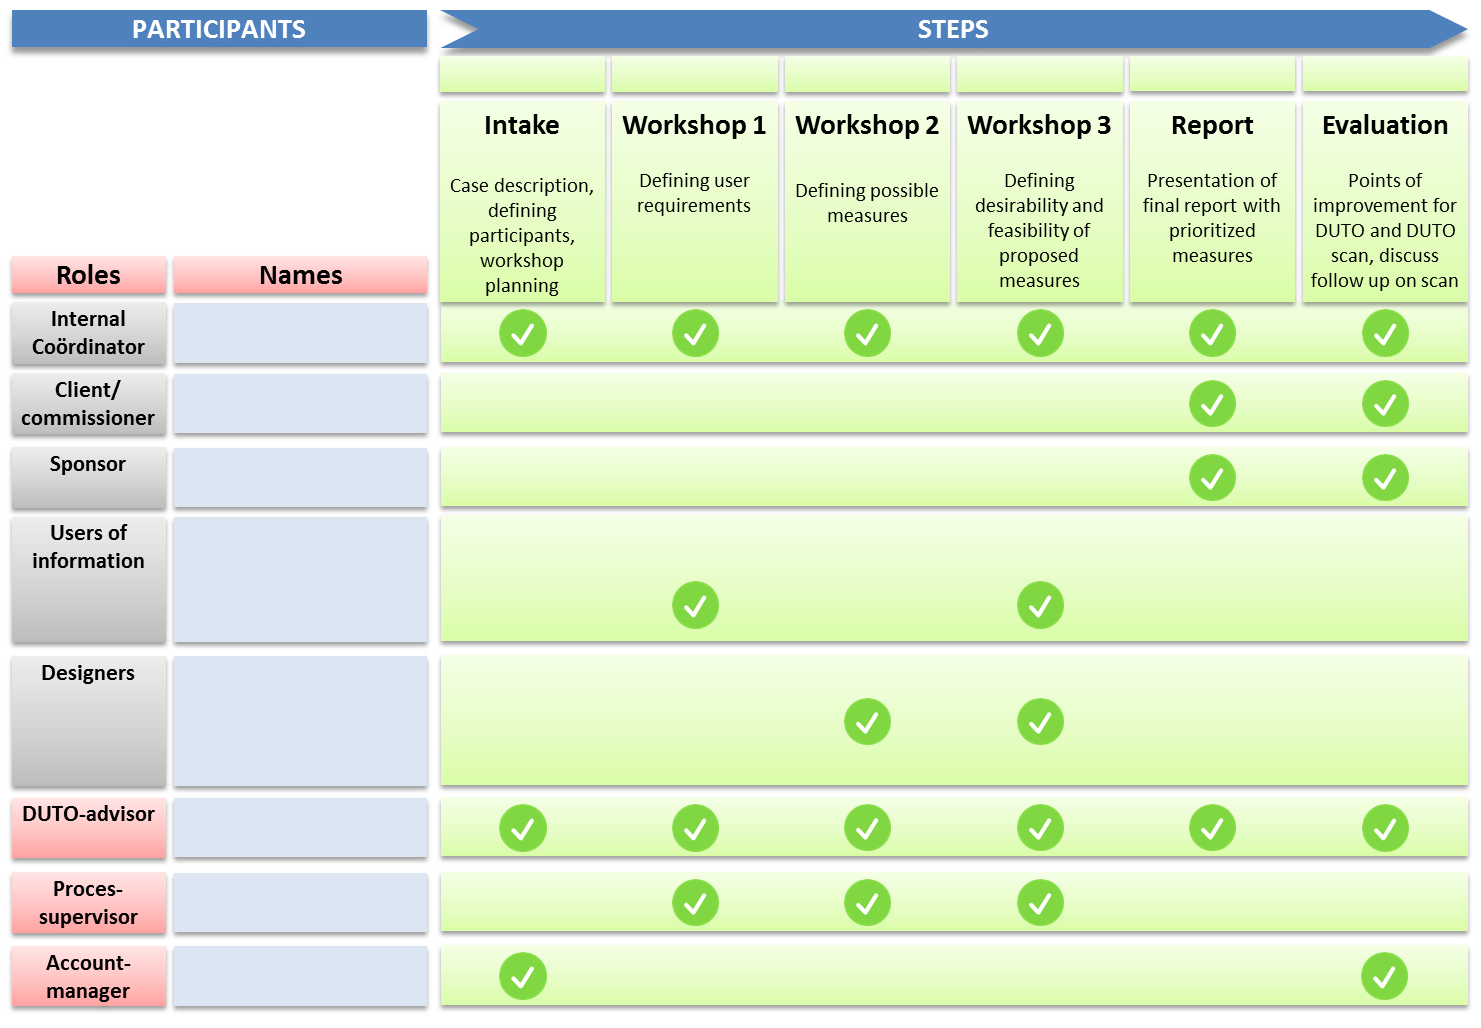 PARTICIPANTS
STEPS
Intake
Case description,
defining
participants,
workshop
planning
Workshop 1
Defining user
requirements
Workshop 2
Defining possible
measures
Workshop 3
Defining
desirability and
feasibility of
proposed
measures
Report
Presentation of
final report with
prioritized
measures
Evaluation
Points of
improvement for
DUTO and DUTO
scan, discuss
follow up on scan
Roles
Names
Internal
Coördinator
Client/
commissioner
Sponsor
Users of
information
Designers
DUTO-advisor
Proces-
supervisor
Account-
manager